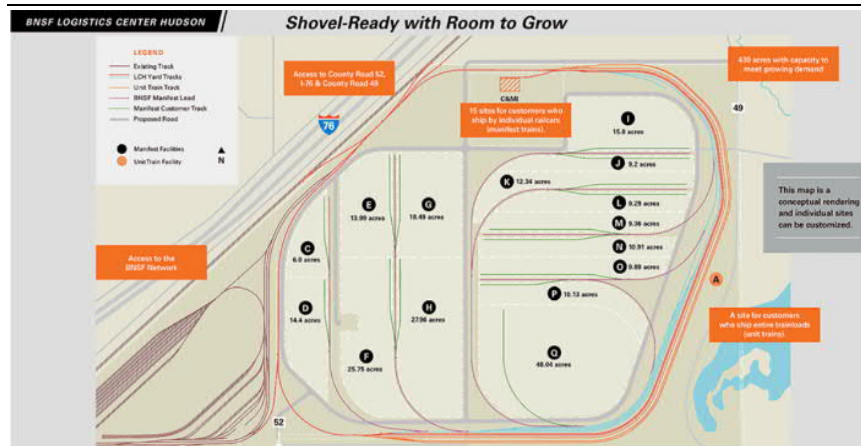 BNSF LOGISTICS CENTER HUDSON
Shovel-Ready with Room to Grow
LEGEND
Existing Track
LCH Yard Tracks
Unit Train Track
BNSF Manifest Lead
Manifest Customer Track
Proposed Road
Manifest Facilities
Unit Train Facility
N
Access to County Road 52,
I-76 & County Road 49
76
430 acres with capacity to
meet growing demand
49
C&MI
15 sites for customers who
ship by individual railcars
(manifest trains).
This map is a
conceptual rendering
and individual sites
can be customized.
Access to the
BNSF Network
I
15.8 acres
J
9.2 acres
K 12.34 acres
L
9.29 acres
M
9.36 acres
N
10.91 acres
O
9.89 acres
P 10.13 acres
Q
48.04 acres
E
13.99 acres
G
18.49 acres
C
6.0 acres
D
14.4 acres
H
27.96 acres
F
25.75 acres
A
A site for customers
who ship entire trainloads
(unit trains).
52